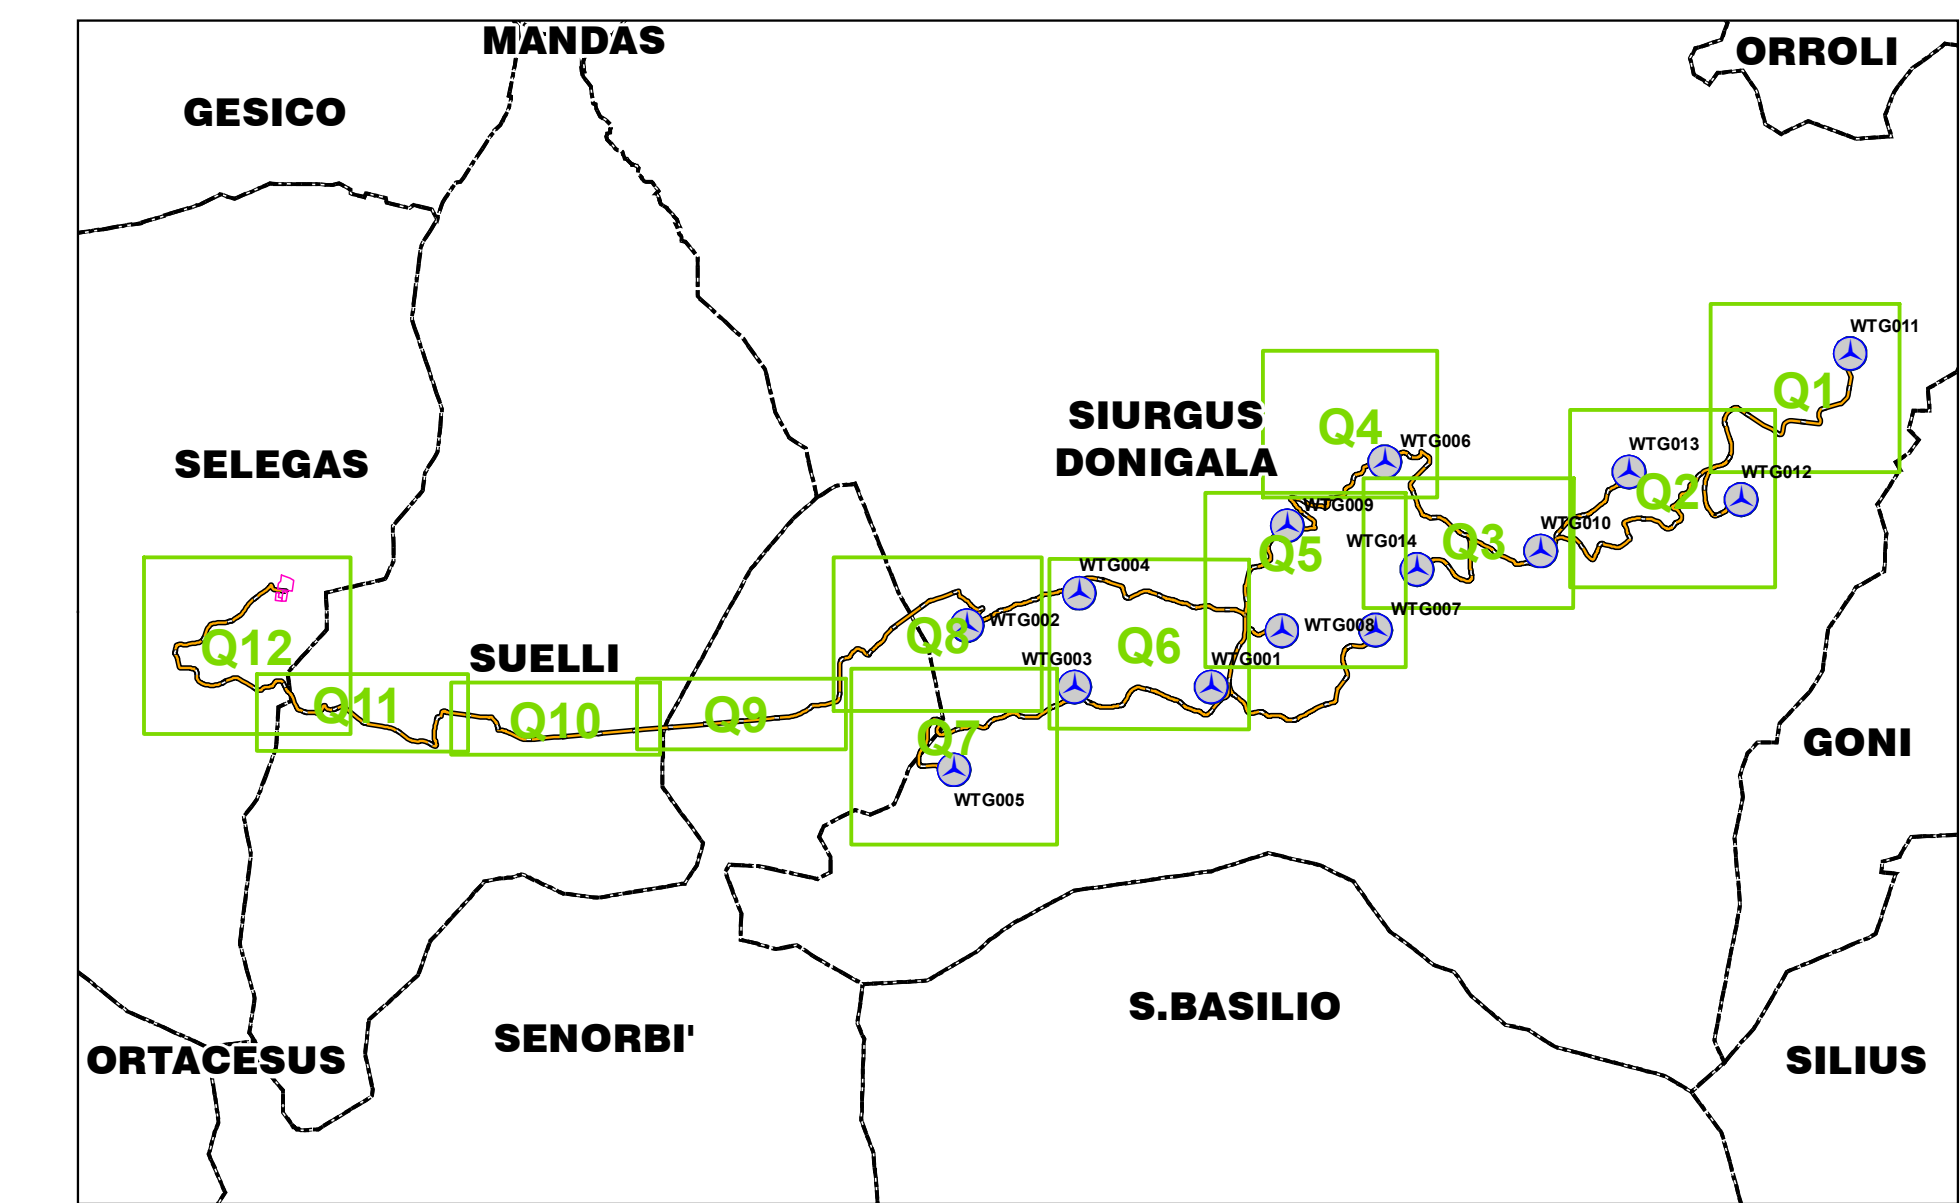 MANDAS
ORROLI
GESICO
WTG011
Q1
SIURGUS
DONIGALA
Q4
WTG006
WTG013
SELEGAS
WTG012
Q2
WTG009
WTG010
WTG014
Q3
Q5
WTG004
WTG007
WTG002
WTG008
Q8
Q12
Q6
SUELLI
WTG003
WTG001
Q11
Q10
Q9
Q7
GONI
WTG005
S.BASILIO
SENORBI'
ORTACESUS
SILIUS